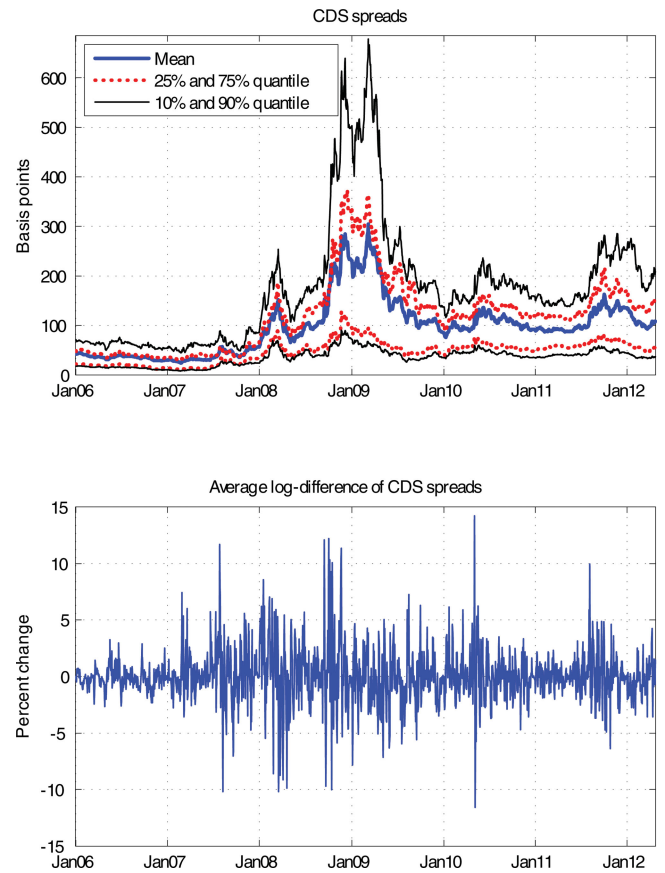 CDS spreads
Mean
25% and 75% quantile
10% and 90% quantile
Basis points
600
500
400
300
200
100
0
Jan06 Jan07 Jan08 Jan09 Jan10 Jan11 Jan12
Average log-difference of CDS spreads
Percent change
15
10
5
0
-5
-10
-15
Jan06 Jan07 Jan08 Jan09 Jan10 Jan11 Jan12